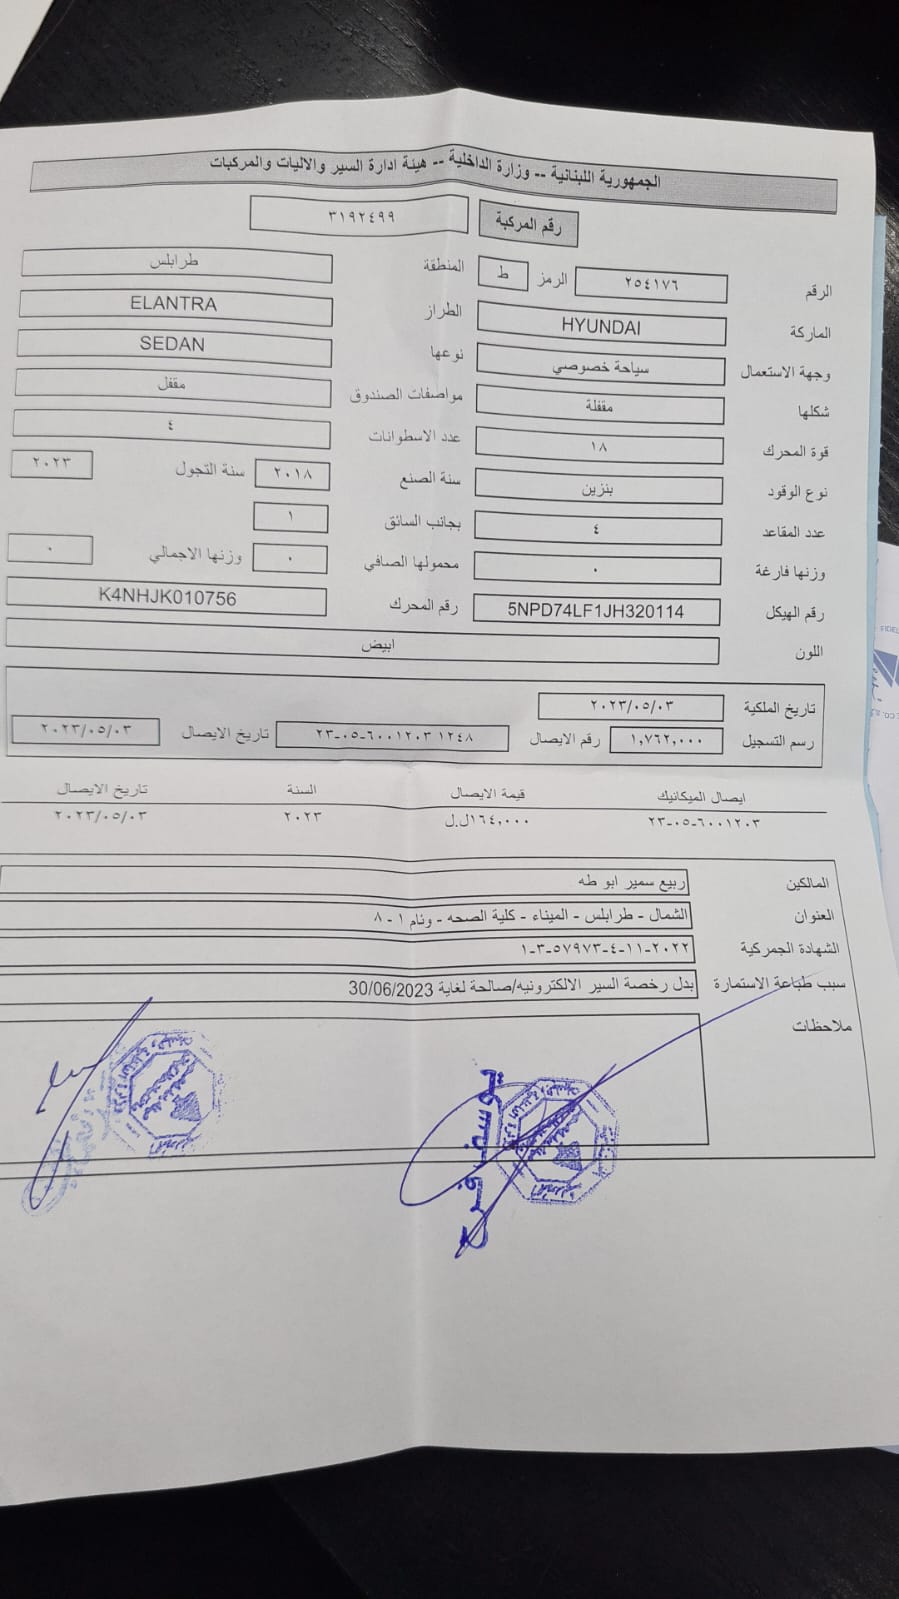 الجمهورية اللبنانية -- وزارة الداخلية -- هيئة ادارة السير والاليات والمركبات
رقم المركبة ٣١٩٢٤٩٩
الرقم ٢٥٤١٧٦ الرمز ط المنطقة طرابلس
الماركة HYUNDAI الطراز ELANTRA
وجهة الاستعمال سياحة خصوصي نوعها SEDAN
شكلها مقفلة مواصفات الصندوق مقفل
قوة المحرك ١٨ عدد الاسطوانات ٤
نوع الوقود بنزين سنة الصنع ٢٠١٨ سنة التجول ٢٠٢٣
عدد المقاعد ٤ بجانب السائق ١
وزنها فارغة ٠ محمولها الصافي ٠ وزنها الاجمالي ٠
رقم الهيكل 5NPD74LF1JH320114 رقم المحرك K4NHJK010756
اللون ابيض
تاريخ الملكية ٢٠٢٣/٠٥/٠٣
رسم التسجيل ١,٧٦٢,٠٠٠ رقم الايصال ٢٣-٠٥-٦٠٠١٢٠٣ ١٢٤٨ تاريخ الايصال ٢٠٢٣/٠٥/٠٣
ايصال الميكانيك قيمة الايصال السنة تاريخ الايصال
٢٣-٠٥-٦٠٠١٢٠٣ ١٦٤,٠٠٠ل.ل ٢٠٢٣ ٢٠٢٣/٠٥/٠٣
المالكين ربيع سمير ابو طه
العنوان الشمال - طرابلس - الميناء - كلية الصحه - ونام ١ - ٨
الشهادة الجمركية ٢٠٢٢-١١-٤-٥٧٩٧٣-٣-١
سبب طباعة الاستمارة بدل رخصة السير الالكترونيه/صالحة لغاية 30/06/2023
ملاحظات